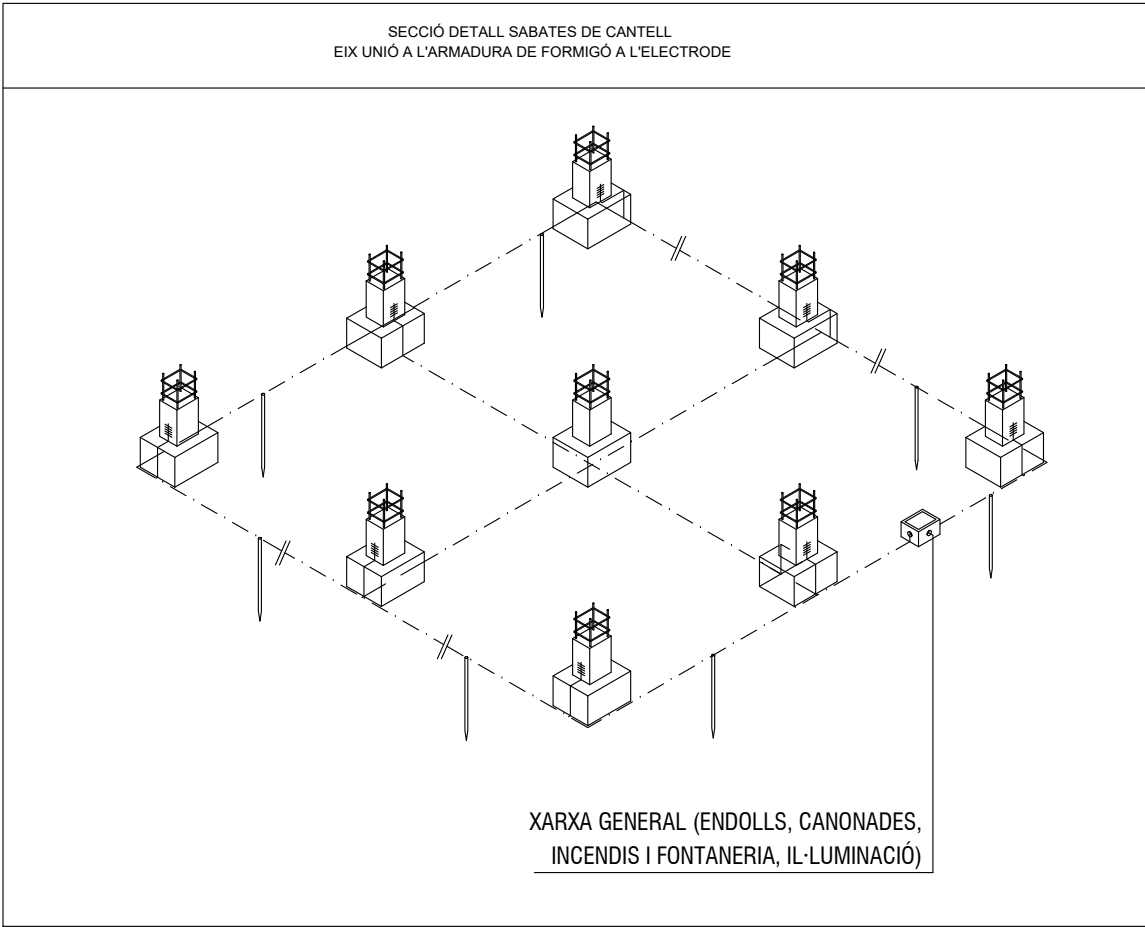 SECCIÓ DETALL SABATES DE CANTELL
EIX UNIÓ A L'ARMADURA DE FORMIGÓ A L'ELECTRODE
XARXA GENERAL (ENDOLLS, CANONADES,
INCENDIS I FONTANERIA, IL·LUMINACIÓ)